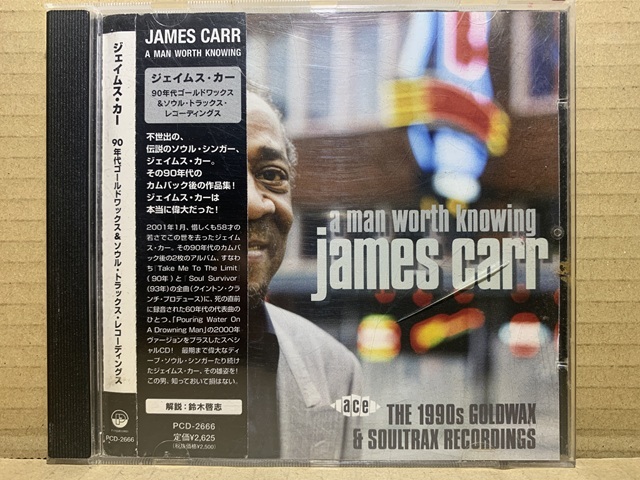 ジェイムス・カー
90年代ゴールドワックス&ソウル・トラックス・レコーディングス
PCD-2666
JAMES CARR
A MAN WORTH KNOWING
ジェイムス・カー
90年代ゴールドワックス
&ソウル・トラックス・
レコーディングス
不世出の、
伝説のソウル・シンガー、
ジェイムス・カー。
その90年代の
カムバック後の作品集!
ジェイムス・カーは
本当に偉大だった!
2001年1月、惜しくも58才の
若さでこの世を去ったジェイム
ス・カー。その90年代のカムバ
ック後の2枚のアルバム、すなわ
ち「Take Me To The Limit」
(90年)と「Soul Survivor」
(93年)の全曲(クイントン・クラ
ンチ・プロデュース)に、死の直前
に録音された60年代の代表曲の
ひとつ、「Pouring Water On
A Drowning Man」の2000年
ヴァージョンをプラスしたスペシ
ャルCD! 最期まで偉大なディ
ープ・ソウル・シンガーたり続け
たジェイムス・カー、その雄姿を!
この男、知っておいて損はない。
解説:鈴木啓志
PCD-2666
定価¥2,625
(税抜価格¥2,500)
a man worth knowing
james carr
ace
THE 1990s GOLDWAX
& SOULTRAX RECORDINGS